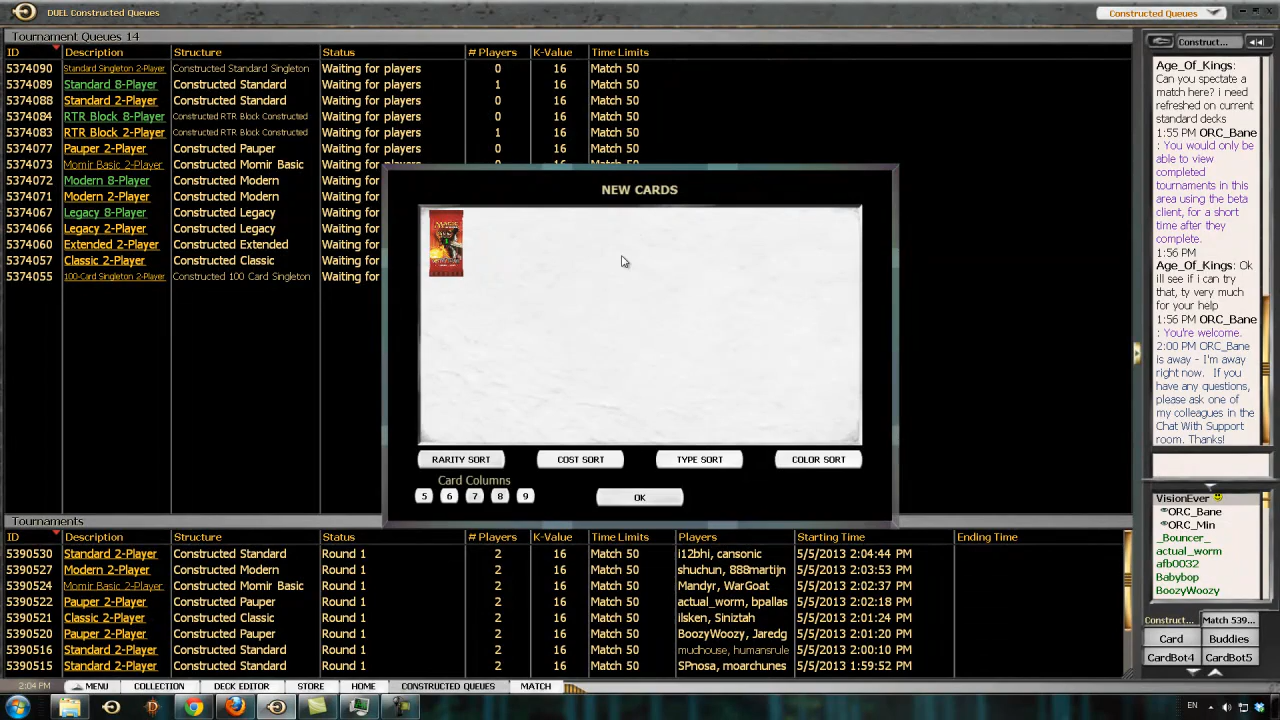 DUEL Constructed Queues
Constructed Queues
Tournament Queues 14
ID Description Structure Status # Players K-Value Time Limits
5374090 Standard Singleton 2-Player Constructed Standard Singleton Waiting for players 0 16 Match 50
5374089 Standard 8-Player Constructed Standard Waiting for players 1 16 Match 50
5374088 Standard 2-Player Constructed Standard Waiting for players 0 16 Match 50
5374084 RTR Block 8-Player Constructed RTR Block Constructed Waiting for players 0 16 Match 50
5374083 RTR Block 2-Player Constructed RTR Block Constructed Waiting for players 1 16 Match 50
5374077 Pauper 2-Player Constructed Pauper Waiting for players 0 16 Match 50
5374073 Momir Basic 2-Player Constructed Momir Basic Waiting for players 0 16 Match 50
5374072 Modern 8-Player Constructed Modern Waiting for
5374071 Modern 2-Player Constructed Modern Waiting for
5374067 Legacy 8-Player Constructed Legacy Waiting for
5374066 Legacy 2-Player Constructed Legacy Waiting for
5374060 Extended 2-Player Constructed Extended Waiting for
5374057 Classic 2-Player Constructed Classic Waiting for
5374055 100-Card Singleton 2-Player Constructed 100 Card Singleton Waiting for
NEW CARDS
MAGIC
RARITY SORT COST SORT TYPE SORT COLOR SORT
Card Columns
5 6 7 8 9
OK
Tournaments
ID Description Structure Status # Players K-Value Time Limits Players Starting Time Ending Time
5390530 Standard 2-Player Constructed Standard Round 1 2 16 Match 50 i12bhi, cansonic 5/5/2013 2:04:44 PM
5390527 Modern 2-Player Constructed Modern Round 1 2 16 Match 50 shuchun, 888martijn 5/5/2013 2:03:53 PM
5390524 Momir Basic 2-Player Constructed Momir Basic Round 1 2 16 Match 50 Mandyr, WarGoat 5/5/2013 2:02:37 PM
5390522 Pauper 2-Player Constructed Pauper Round 1 2 16 Match 50 actual_worm, bpallas 5/5/2013 2:02:18 PM
5390521 Classic 2-Player Constructed Classic Round 1 2 16 Match 50 ilsken, Siniztah 5/5/2013 2:01:24 PM
5390520 Pauper 2-Player Constructed Pauper Round 1 2 16 Match 50 BoozyWoozy, Jaredg 5/5/2013 2:01:20 PM
5390516 Standard 2-Player Constructed Standard Round 1 2 16 Match 50 mudhouse, humansrule 5/5/2013 2:00:10 PM
5390515 Standard 2-Player Constructed Standard Round 1 2 16 Match 50 SPnosa, moarchunes 5/5/2013 1:59:52 PM
Construct...
Age_Of_Kings:
Can you spectate a
match here? i need
refreshed on current
standard decks
1:55 PM ORC_Bane
: You would only be
able to view
completed
tournaments in this
area using the beta
client, for a short
time after they
complete.
1:56 PM
Age_Of_Kings: Ok
ill see if i can try
that, ty very much
for your help
1:56 PM ORC_Bane
: You're welcome.
2:00 PM ORC_Bane
is away - I'm away
right now. If you
have any questions,
please ask one of
my colleagues in the
Chat With Support
room. Thanks!
VisionEver
ORC_Bane
ORC_Min
_Bouncer_
actual_worm
afb0032
Babybop
BoozyWoozy
Construct... Match 539...
Card Buddies
CardBot4 CardBot5
2:04 PM MENU COLLECTION DECK EDITOR STORE HOME CONSTRUCTED QUEUES MATCH
EN